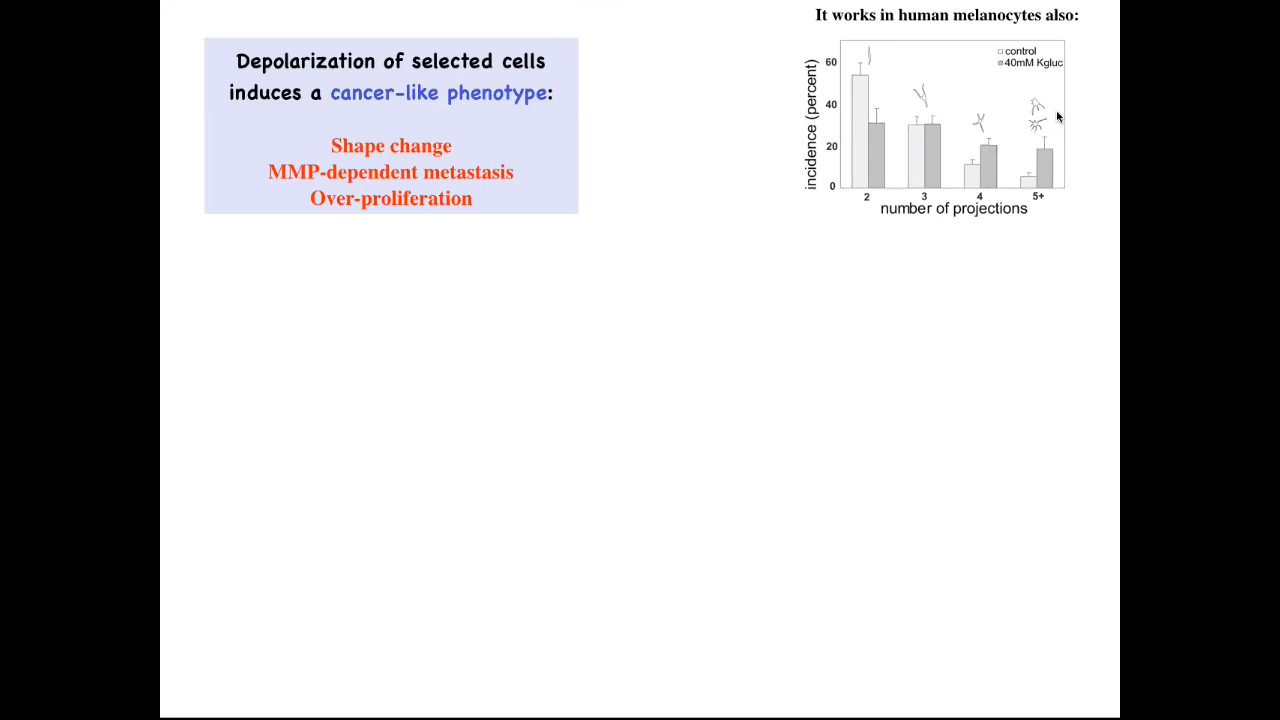 It works in human melanocytes also:
Depolarization of selected cells
induces a cancer-like phenotype:
Shape change
MMP-dependent metastasis
Over-proliferation
control
40mM Kgluc
incidence (percent)
60
40
20
0
2 3 4 5+
number of projections